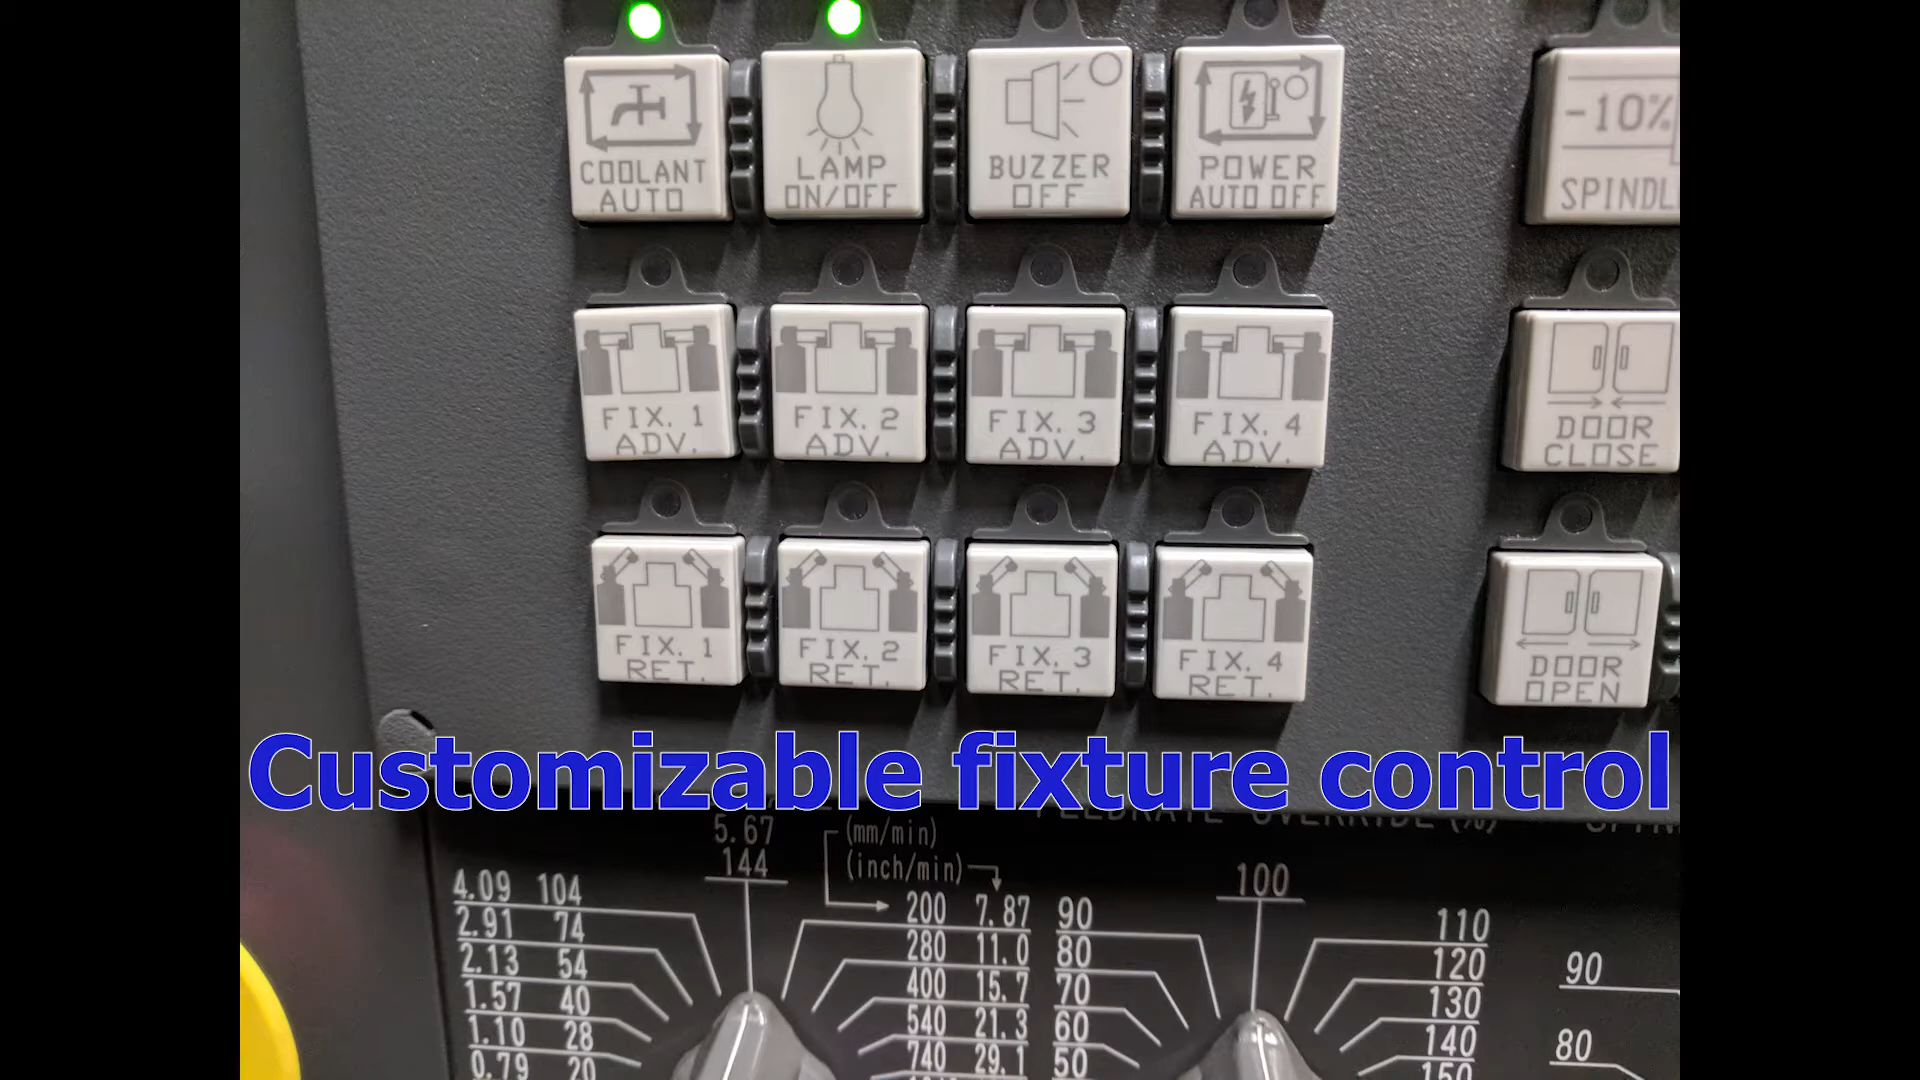 COOLANT
AUTO
LAMP
ON/OFF
BUZZER
OFF
POWER
AUTO OFF
-10%
FIX. 1
ADV.
FIX. 2
ADV.
FIX. 3
ADV.
FIX. 4
ADV.
DOOR
CLOSE
FIX. 1
RET.
FIX. 2
RET.
FIX. 3
RET.
FIX. 4
RET.
DOOR
OPEN
Customizable fixture control
FEEDRATE OVERRIDE (%)
5.67
144
(mm/min)
(inch/min)
4.09 104
2.91 74
2.13 54
1.57 40
1.10 28
0.79 20
200 7.87
280 11.0
400 15.7
540 21.3
740 29.1
100
90
80
70
60
50
110
120
130
140
150
90
80